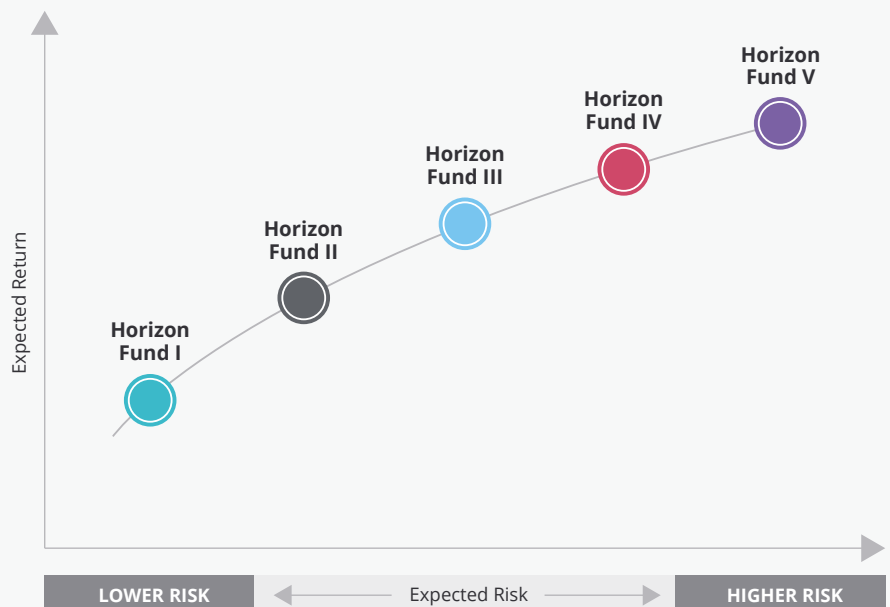 Horizon
Fund V
Horizon
Fund IV
Horizon
Fund III
Horizon
Fund II
Horizon
Fund I
Expected Return
LOWER RISK
Expected Risk
HIGHER RISK